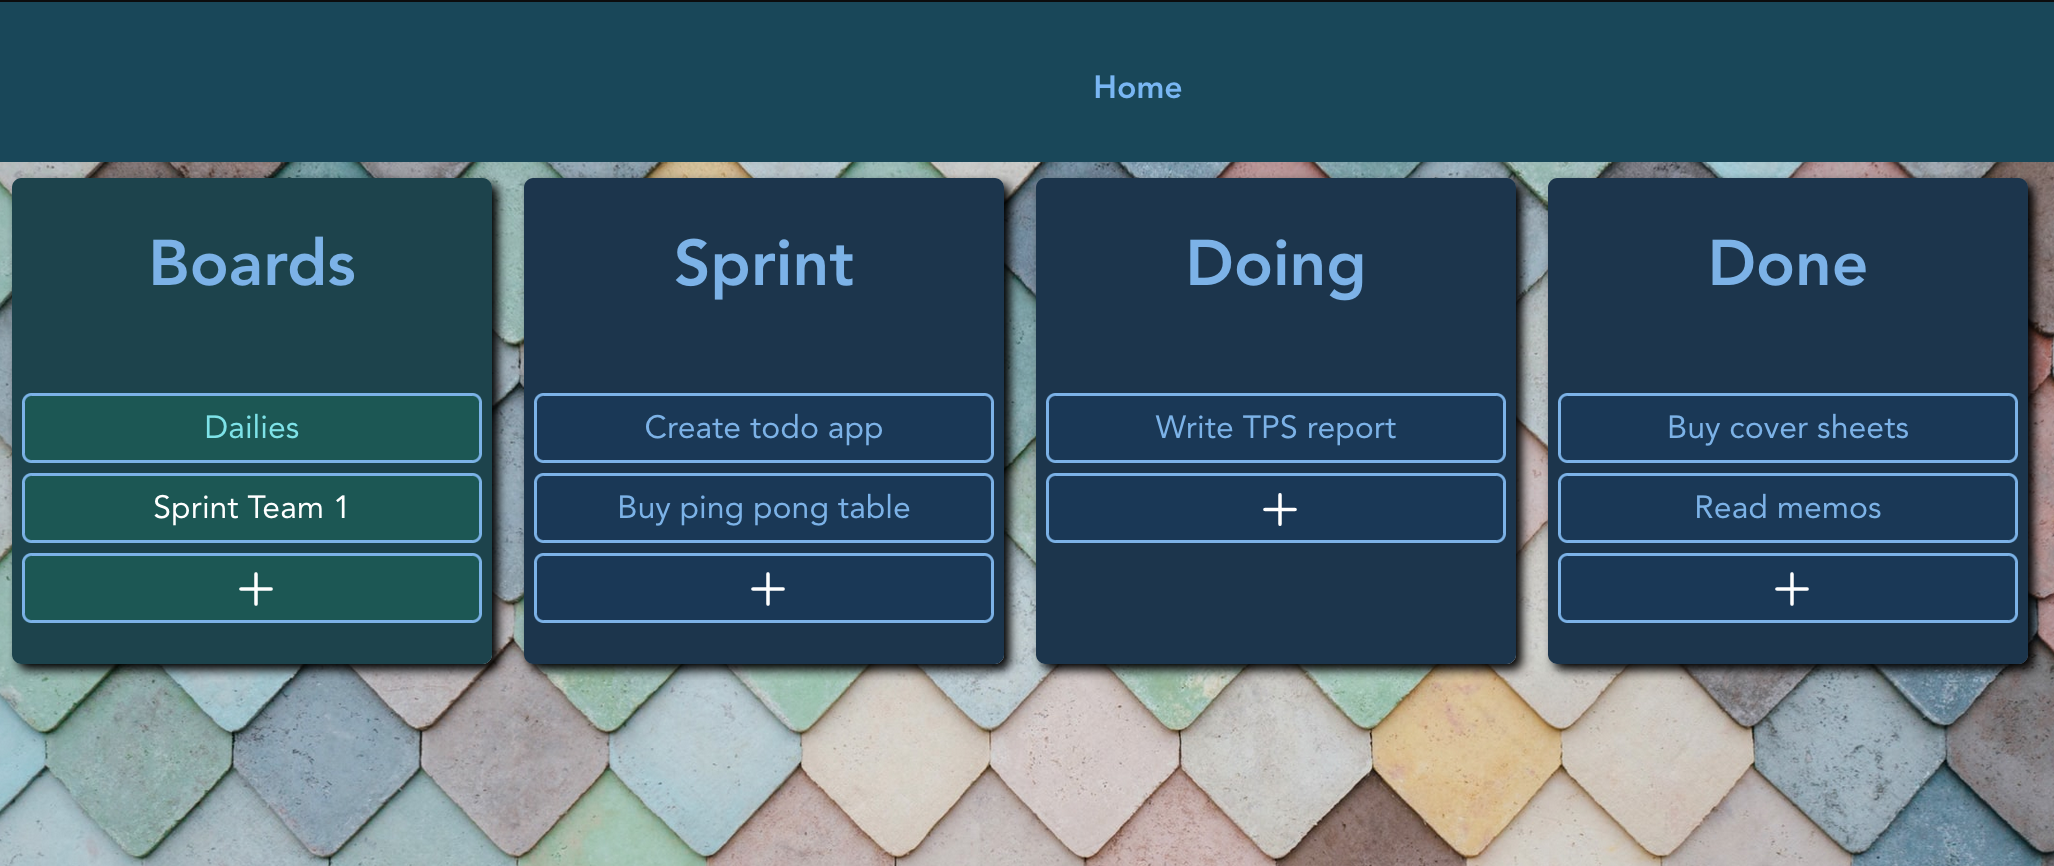 Home
Boards
Dailies
Sprint Team 1
+
Sprint
Create todo app
Buy ping pong table
+
Doing
Write TPS report
+
Done
Buy cover sheets
Read memos
+